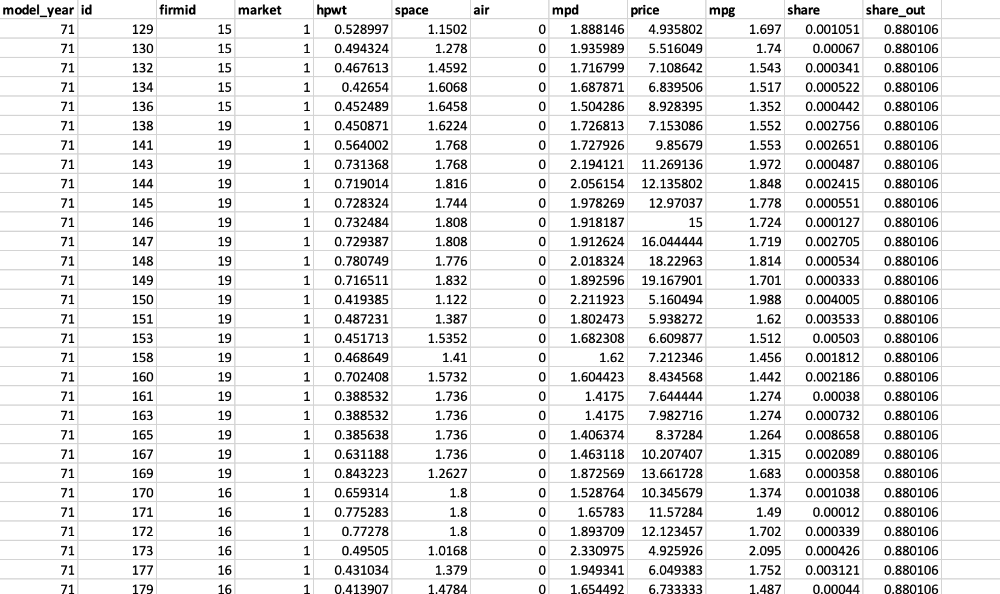 model_year id firmid market hpwt space air mpd price mpg share share_out
71 129 15 1 0.528997 1.1502 0 1.888146 4.935802 1.697 0.001051 0.880106
71 130 15 1 0.494324 1.278 0 1.935989 5.516049 1.74 0.00067 0.880106
71 132 15 1 0.467613 1.4592 0 1.716799 7.108642 1.543 0.000341 0.880106
71 134 15 1 0.42654 1.6068 0 1.687871 6.839506 1.517 0.000522 0.880106
71 136 15 1 0.452489 1.6458 0 1.504286 8.928395 1.352 0.000442 0.880106
71 138 19 1 0.450871 1.6224 0 1.726813 7.153086 1.552 0.002756 0.880106
71 141 19 1 0.564002 1.768 0 1.727926 9.85679 1.553 0.002651 0.880106
71 143 19 1 0.731368 1.768 0 2.194121 11.269136 1.972 0.000487 0.880106
71 144 19 1 0.719014 1.816 0 2.056154 12.135802 1.848 0.002415 0.880106
71 145 19 1 0.728324 1.744 0 1.978269 12.97037 1.778 0.000551 0.880106
71 146 19 1 0.732484 1.808 0 1.918187 15 1.724 0.000127 0.880106
71 147 19 1 0.729387 1.808 0 1.912624 16.044444 1.719 0.002705 0.880106
71 148 19 1 0.780749 1.776 0 2.018324 18.22963 1.814 0.000534 0.880106
71 149 19 1 0.716511 1.832 0 1.892596 19.167901 1.701 0.000333 0.880106
71 150 19 1 0.419385 1.122 0 2.211923 5.160494 1.988 0.004005 0.880106
71 151 19 1 0.487231 1.387 0 1.802473 5.938272 1.62 0.003533 0.880106
71 153 19 1 0.451713 1.5352 0 1.682308 6.609877 1.512 0.00503 0.880106
71 158 19 1 0.468649 1.41 0 1.62 7.212346 1.456 0.001812 0.880106
71 160 19 1 0.702408 1.5732 0 1.604423 8.434568 1.442 0.002186 0.880106
71 161 19 1 0.388532 1.736 0 1.4175 7.644444 1.274 0.00038 0.880106
71 163 19 1 0.388532 1.736 0 1.4175 7.982716 1.274 0.000732 0.880106
71 165 19 1 0.385638 1.736 0 1.406374 8.37284 1.264 0.008658 0.880106
71 167 19 1 0.631188 1.736 0 1.463118 10.207407 1.315 0.002089 0.880106
71 169 19 1 0.843223 1.2627 0 1.872569 13.661728 1.683 0.000358 0.880106
71 170 16 1 0.659314 1.8 0 1.528764 10.345679 1.374 0.001038 0.880106
71 171 16 1 0.775283 1.8 0 1.65783 11.57284 1.49 0.00012 0.880106
71 172 16 1 0.77278 1.8 0 1.893709 12.123457 1.702 0.000339 0.880106
71 173 16 1 0.49505 1.0168 0 2.330975 4.925926 2.095 0.000426 0.880106
71 177 16 1 0.431034 1.379 0 1.949341 6.049383 1.752 0.003121 0.880106
71 179 16 1 0.413907 1.4784 0 1.654492 6.733333 1.487 0.00044 0.880106